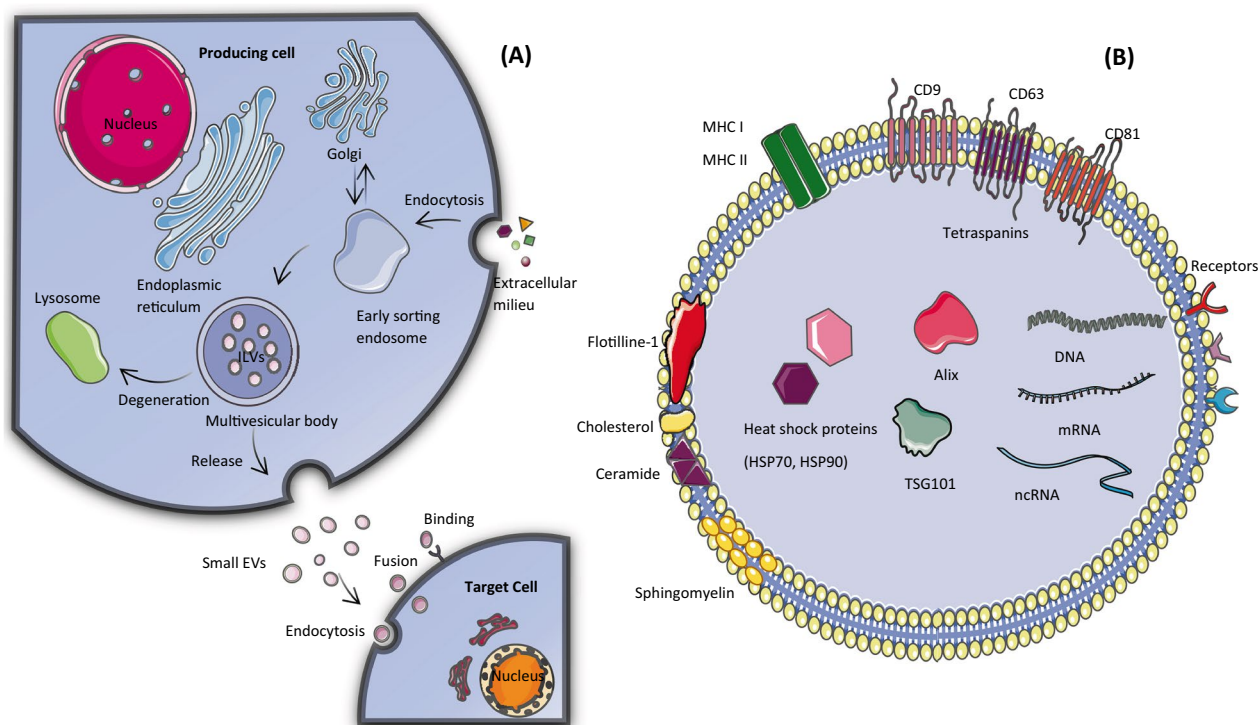 (A)
Producing cell
Nucleus
Golgi
Endocytosis
Extracellular
milieu
Endoplasmic
reticulum
Early sorting
endosome
Lysosome
ILVs
Degeneration
Multivesicular body
Release
Small EVs
Binding
Fusion
Endocytosis
Target Cell
Nucleus
(B)
CD9
CD63
CD81
MHC I
MHC II
Tetraspanins
Receptors
Flotilline-1
Alix
DNA
Cholesterol
Heat shock proteins
(HSP70, HSP90)
mRNA
Ceramide
TSG101
ncRNA
Sphingomyelin